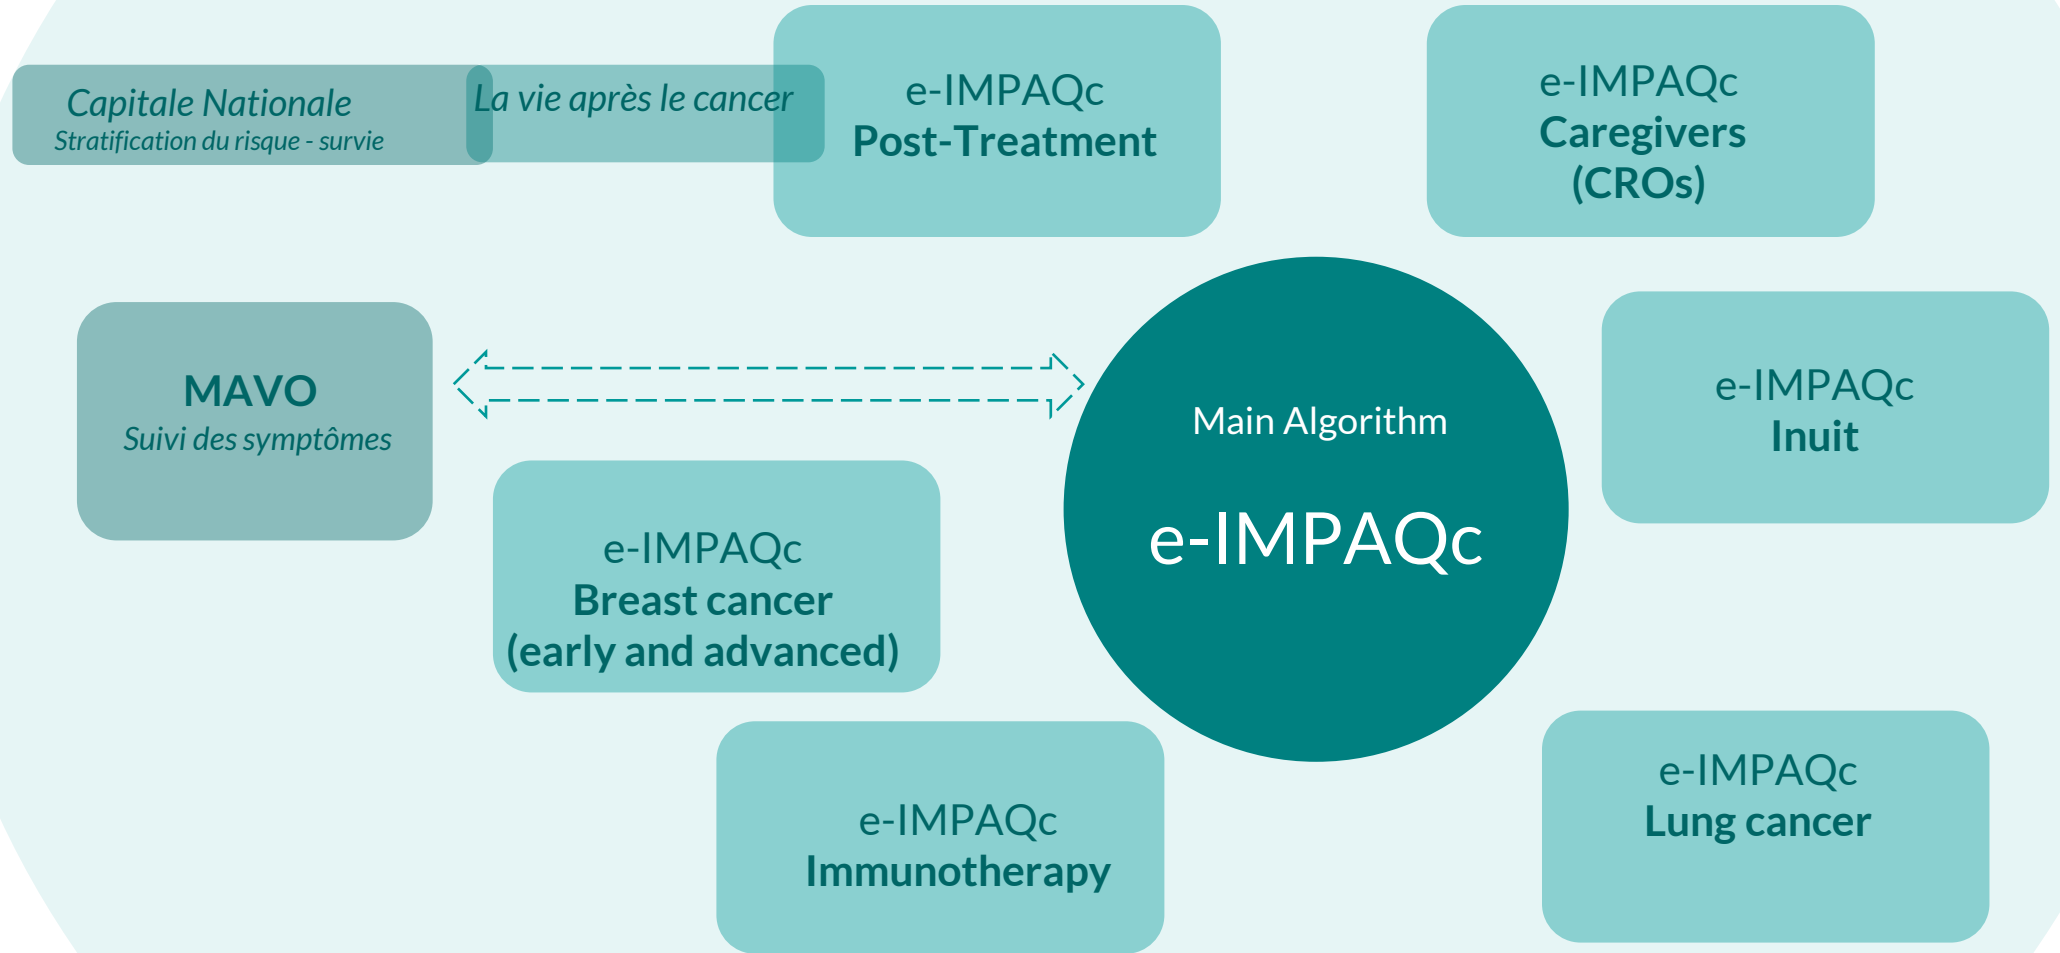 Capitale Nationale
Stratification du risque - survie
La vie après le cancer
e-IMPAQc
Post-Treatment
e-IMPAQc
Caregivers
(CROs)
MAVO
Suivi des symptômes
Main Algorithm
e-IMPAQc
e-IMPAQc
Inuit
e-IMPAQc
Breast cancer
(early and advanced)
e-IMPAQc
Immunotherapy
e-IMPAQc
Lung cancer